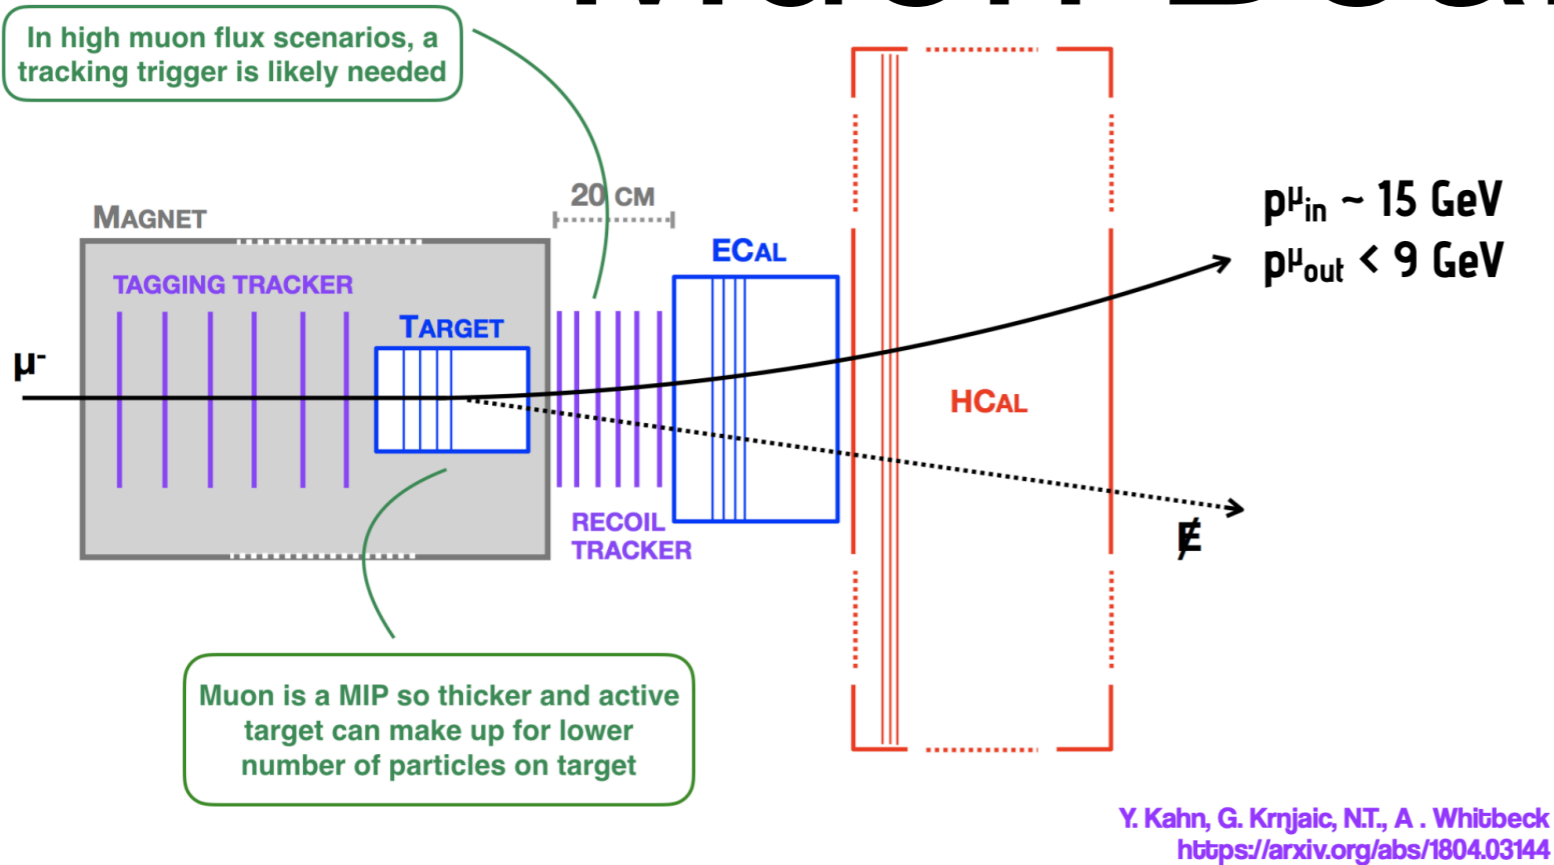 Muon Bea
In high muon flux scenarios, a
tracking trigger is likely needed
20 CM
MAGNET
TAGGING TRACKER
TARGET
ECAL
HCAL
μ-
pμin ~ 15 GeV
pμout < 9 GeV
E̸
RECOIL
TRACKER
Muon is a MIP so thicker and active
target can make up for lower
number of particles on target
Y. Kahn, G. Krnjaic, N.T., A . Whitbeck
https://arxiv.org/abs/1804.03144